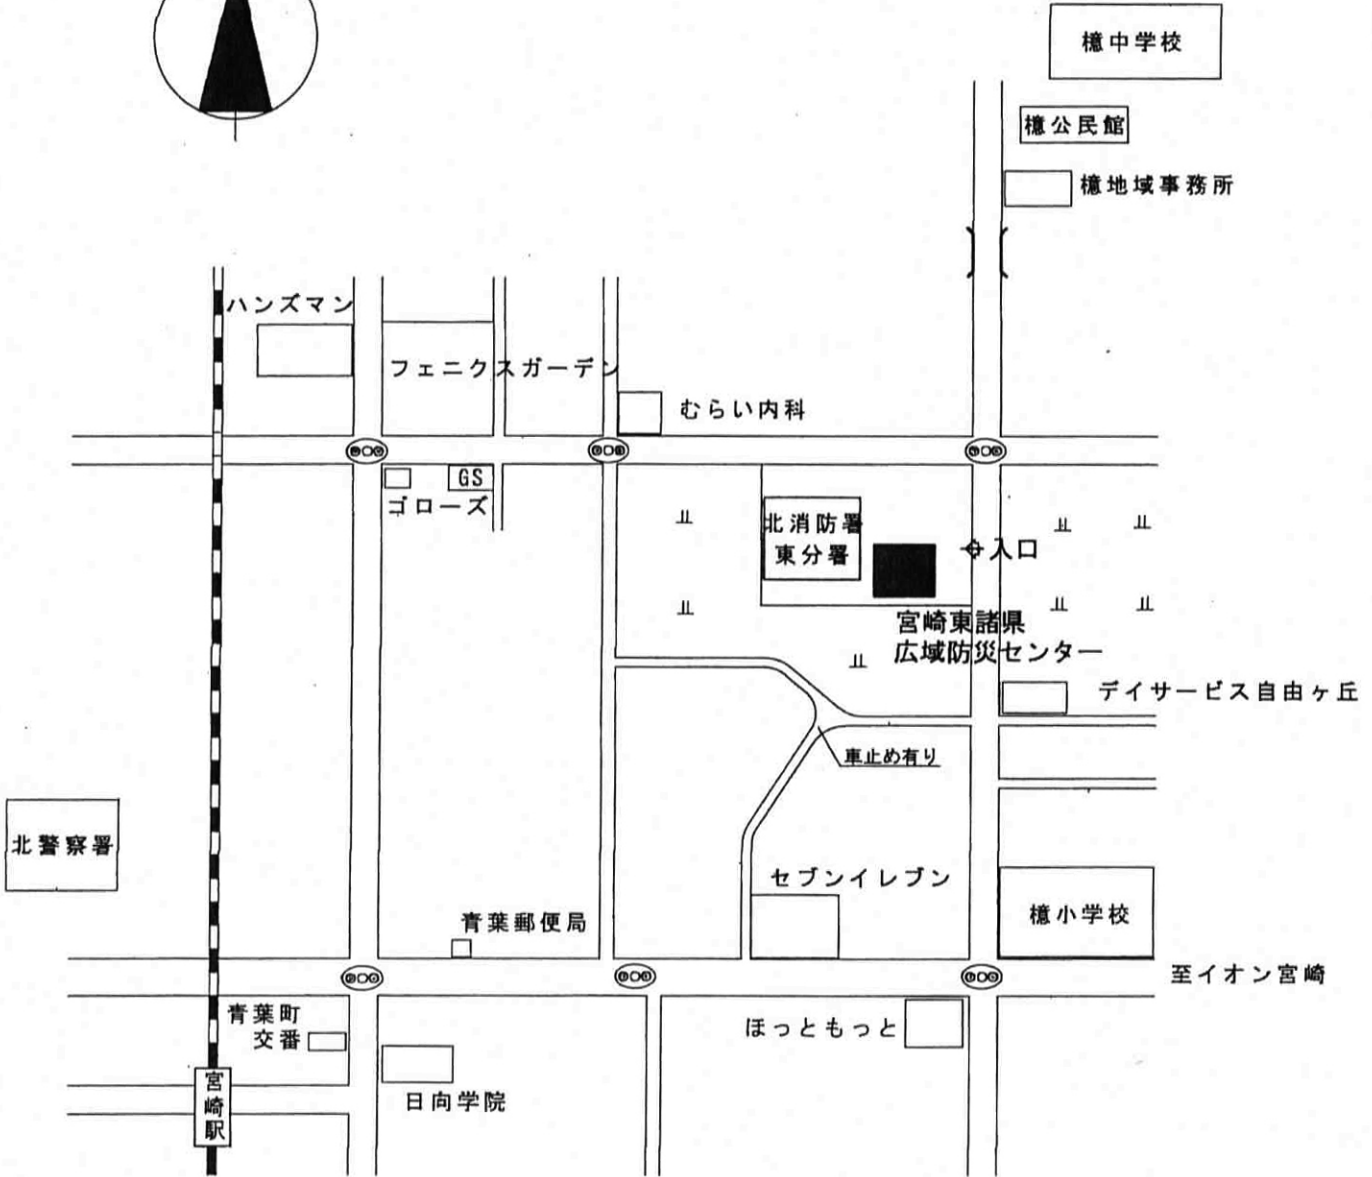 檍中学校
檍公民館
檍地域事務所
ハンズマン
フェニクスガーデン
むらい内科
GS
ゴローズ
北消防署
東分署
入口
宮崎東諸県
広域防災センター
デイサービス自由ヶ丘
車止め有り
北警察署
セブンイレブン
青葉郵便局
檍小学校
至イオン宮崎
青葉町
交番
ほっともっと
日向学院
宮崎駅